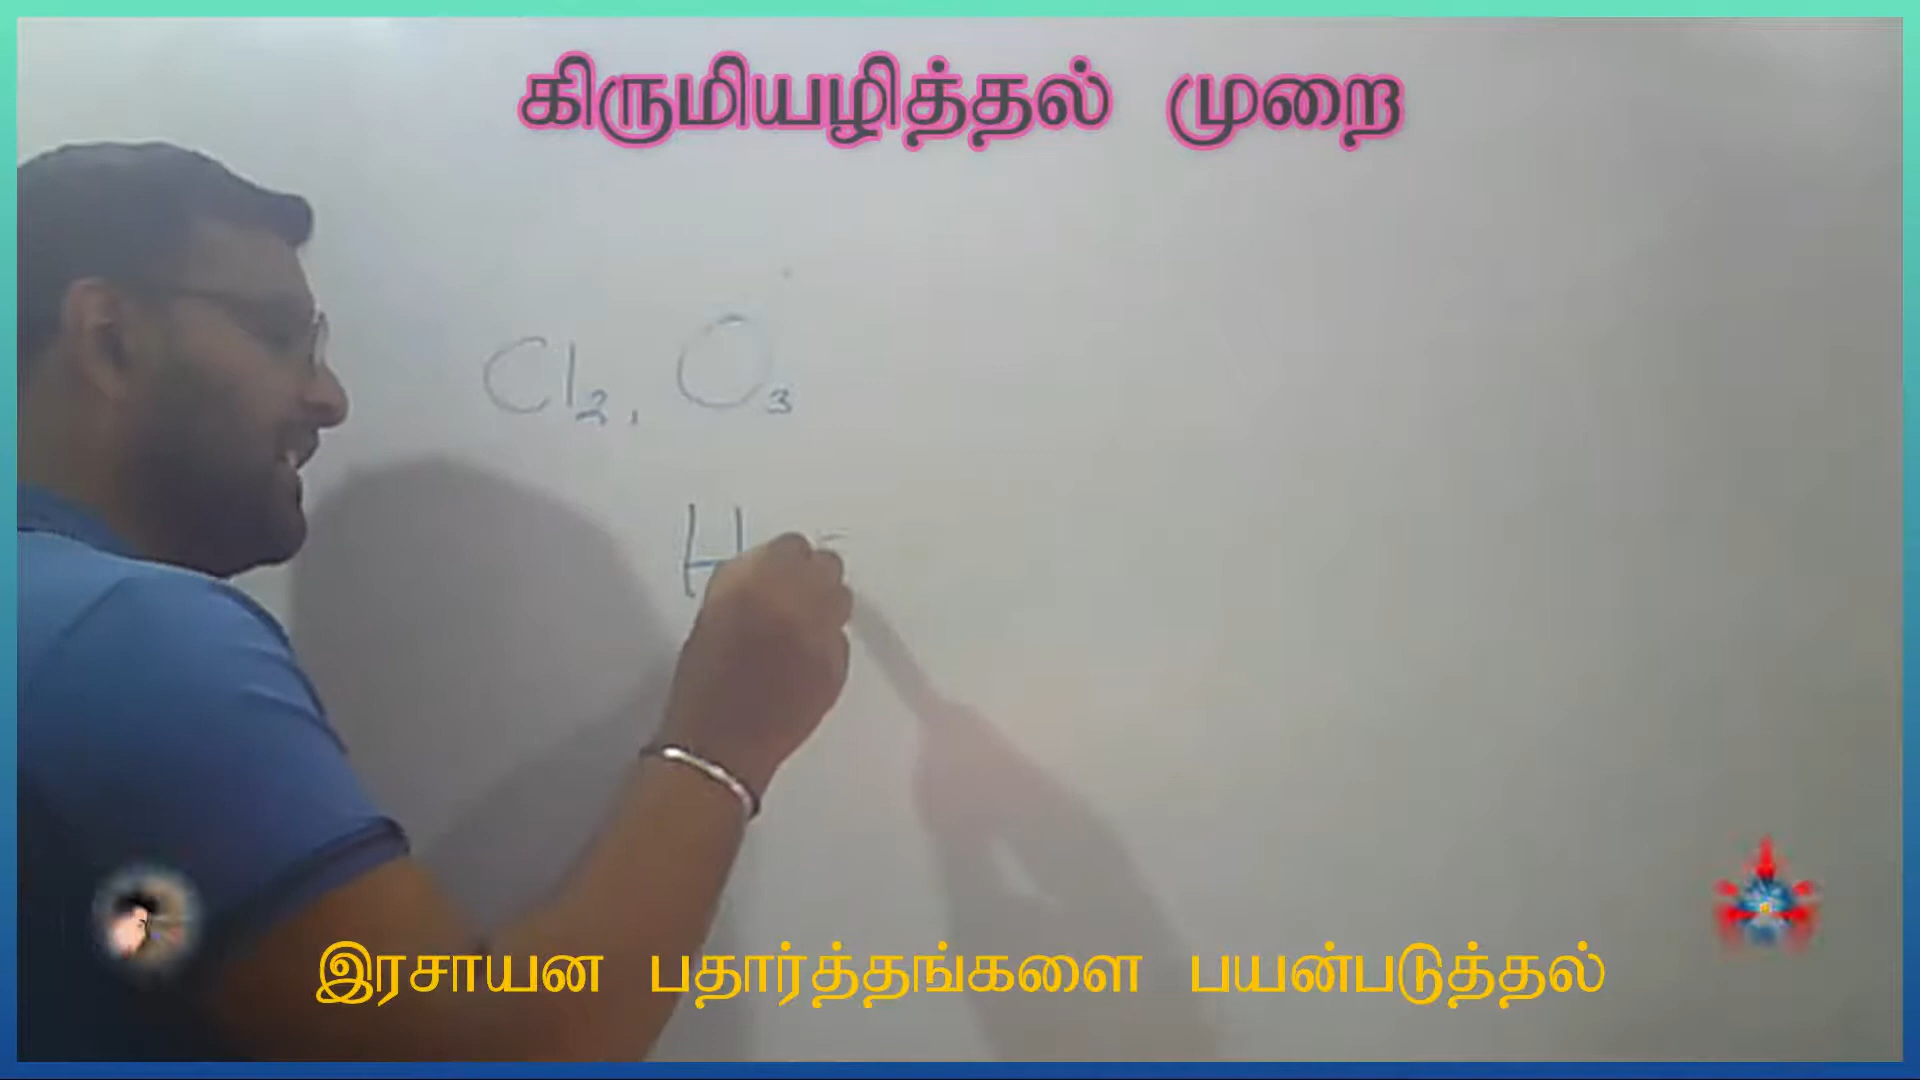 கிருமியழித்தல் முறை
Cl₂, O₃
H
இரசாயன பதார்த்தங்களை பயன்படுத்தல்